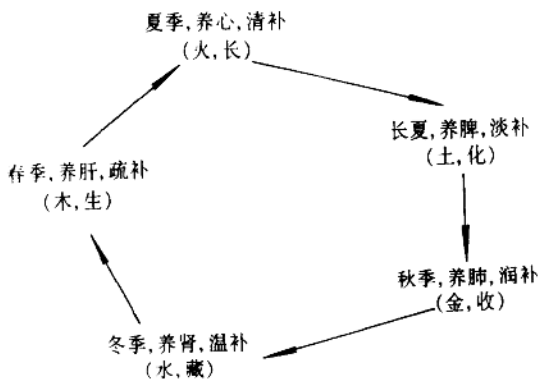 夏季,养心,清补
(火,长)
长夏,养脾,淡补
(土,化)
春季,养肝,疏补
(木,生)
秋季,养肺,润补
(金,收)
冬季,养肾,温补
(水,藏)